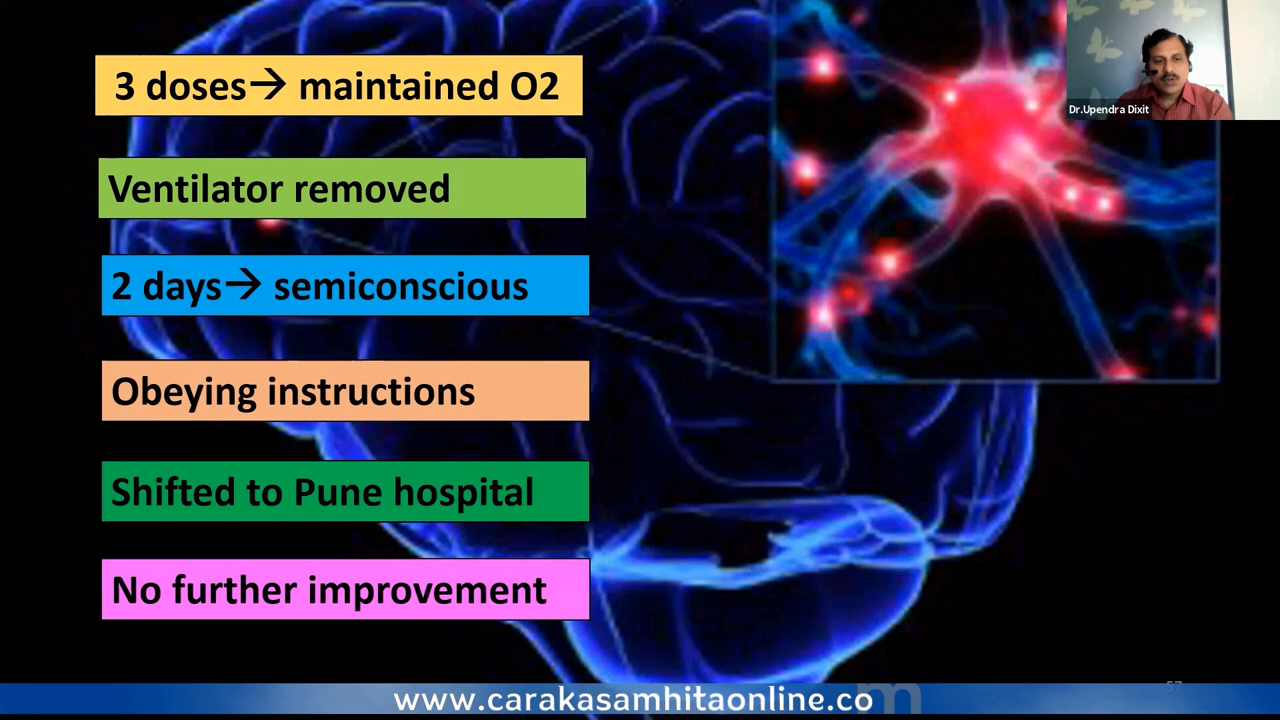 3 doses→ maintained O2
Dr.Upendra Dixit
Ventilator removed
2 days→ semiconscious
Obeying instructions
Shifted to Pune hospital
No further improvement
57
www.carakasamhitaonline.co
m